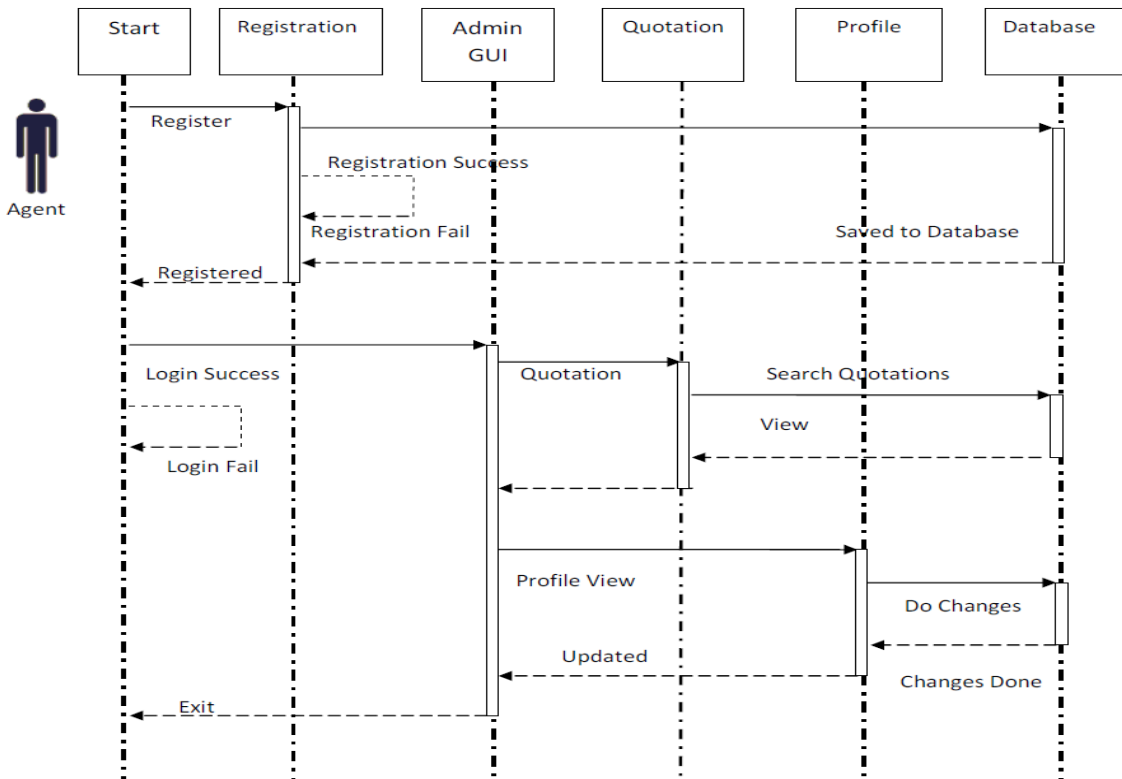 Start
Registration
Admin
GUI
Quotation
Profile
Database
Register
Registration Success
Agent
Registration Fail
Saved to Database
Registered
Login Success
Quotation
Search Quotations
View
Login Fail
Profile View
Do Changes
Updated
Changes Done
Exit